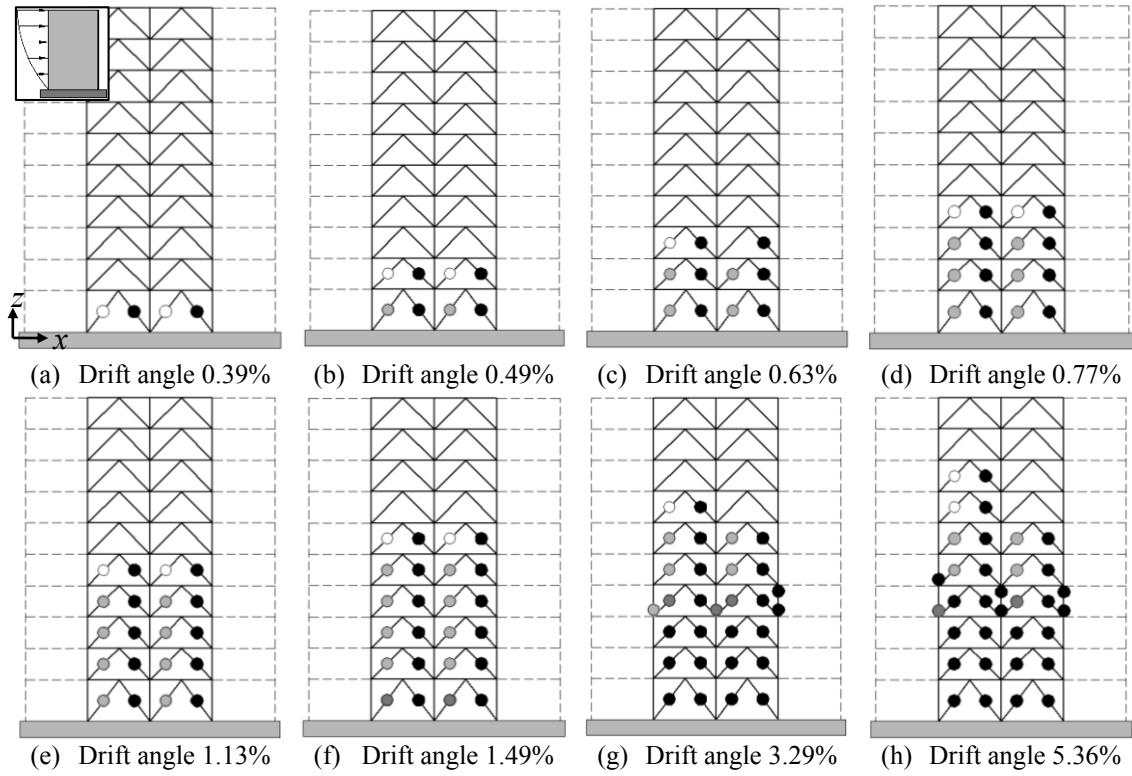 z
x
(a) Drift angle 0.39%
(b) Drift angle 0.49%
(c) Drift angle 0.63%
(d) Drift angle 0.77%
(e) Drift angle 1.13%
(f) Drift angle 1.49%
(g) Drift angle 3.29%
(h) Drift angle 5.36%